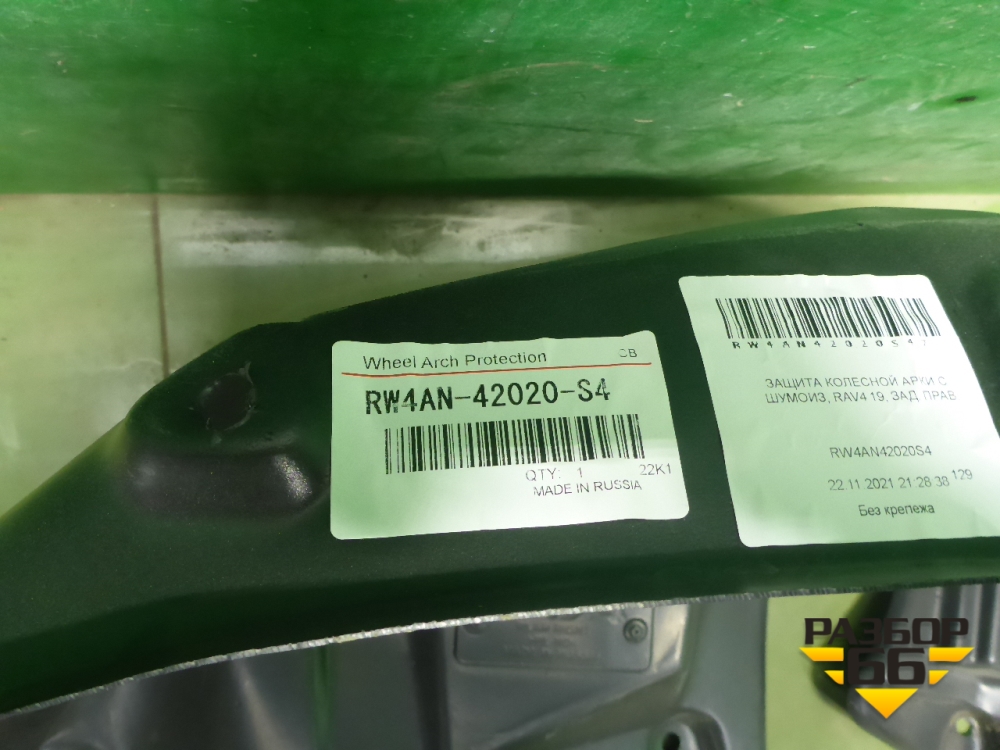 Wheel Arch Protection CB
RW4AN-42020-S4
QTY: 1 22K1
MADE IN RUSSIA
RW4AN42020S4
ЗАЩИТА КОЛЕСНОЙ АРКИ С
ШУМОИЗ, RAV4 19, ЗАД. ПРАВ
RW4AN42020S4
22.11.2021 21:28:38 129
Без крепежа
РАЗБОР
66